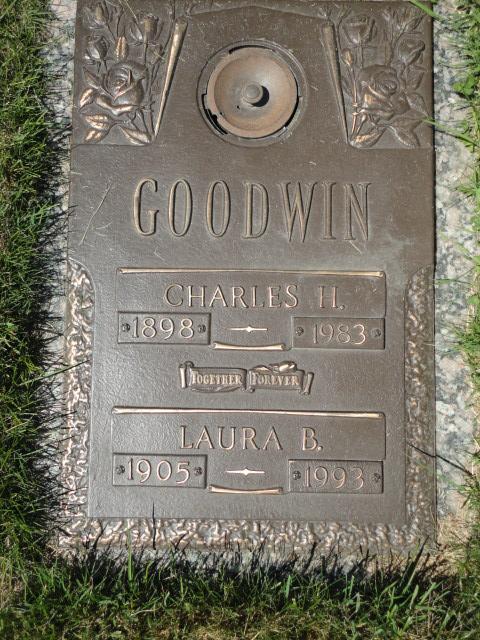 GOODWIN
CHARLES H.
1898 1983
TOGETHER FOREVER
LAURA B.
1905 1993